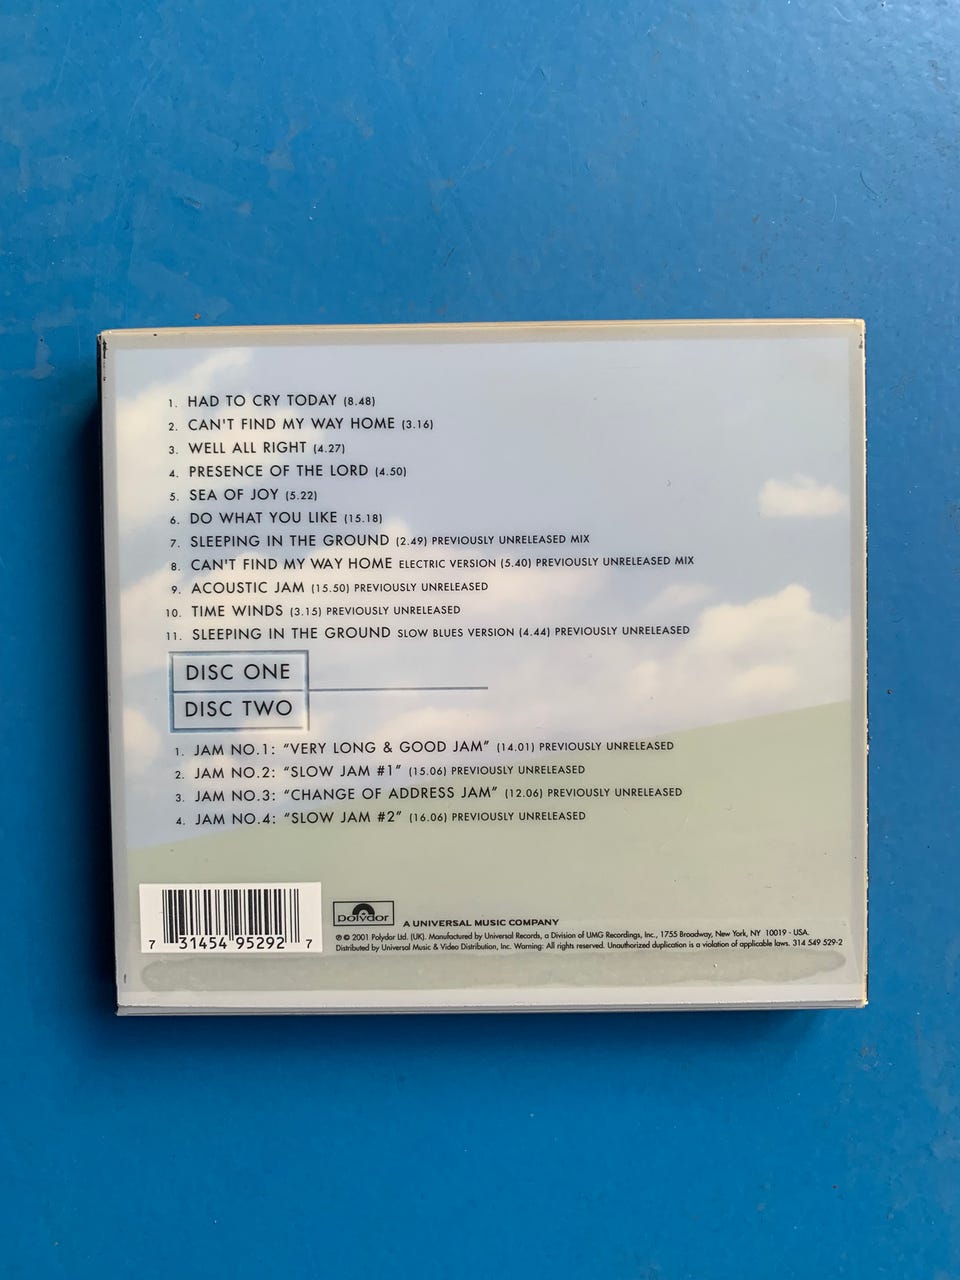 1. HAD TO CRY TODAY (8.48)
2. CAN'T FIND MY WAY HOME (3.16)
3. WELL ALL RIGHT (4.27)
4. PRESENCE OF THE LORD (4.50)
5. SEA OF JOY (5.22)
6. DO WHAT YOU LIKE (15.18)
7. SLEEPING IN THE GROUND (2.49) PREVIOUSLY UNRELEASED MIX
8. CAN'T FIND MY WAY HOME ELECTRIC VERSION (5.40) PREVIOUSLY UNRELEASED MIX
9. ACOUSTIC JAM (15.50) PREVIOUSLY UNRELEASED
10. TIME WINDS (3.15) PREVIOUSLY UNRELEASED
11. SLEEPING IN THE GROUND SLOW BLUES VERSION (4.44) PREVIOUSLY UNRELEASED
DISC ONE
DISC TWO
1. JAM NO.1: “VERY LONG & GOOD JAM” (14.01) PREVIOUSLY UNRELEASED
2. JAM NO.2: “SLOW JAM #1” (15.06) PREVIOUSLY UNRELEASED
3. JAM NO.3: “CHANGE OF ADDRESS JAM” (12.06) PREVIOUSLY UNRELEASED
4. JAM NO.4: “SLOW JAM #2” (16.06) PREVIOUSLY UNRELEASED
7 31454 95292 7
polydor
A UNIVERSAL MUSIC COMPANY
℗ © 2001 Polydor Ltd. (UK). Manufactured by Universal Records, a Division of UMG Recordings, Inc., 1755 Broadway, New York, NY 10019 - USA.
Distributed by Universal Music & Video Distribution, Inc. Warning: All rights reserved. Unauthorized duplication is a violation of applicable laws. 314 549 529-2